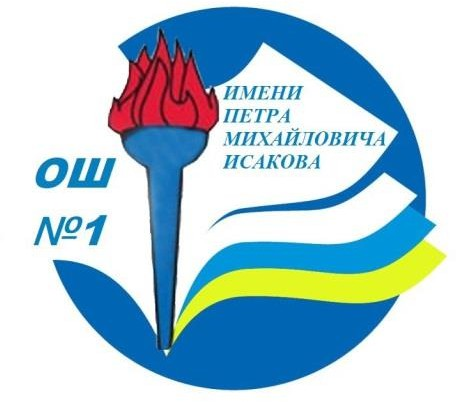 ИМЕНИ
ПЕТРА
МИХАЙЛОВИЧА
ИСАКОВА
ОШ
№1